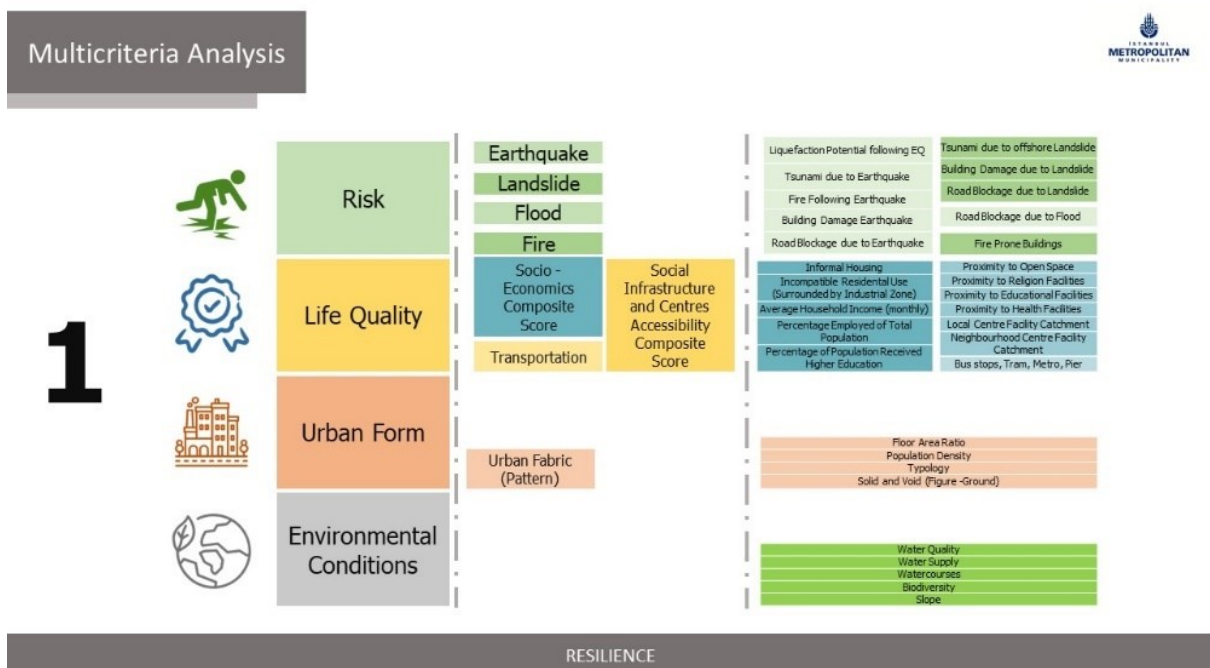 Multicriteria Analysis
İSTANBUL
METROPOLITAN
MUNICIPALITY
1
Risk
Life Quality
Urban Form
Environmental
Conditions
Earthquake
Landslide
Flood
Fire
Socio -
Economics
Composite
Score
Transportation
Social
Infrastructure
and Centres
Accessibility
Composite
Score
Urban Fabric
(Pattern)
Liquefaction Potential following EQ
Tsunami due to Earthquake
Fire Following Earthquake
Building Damage Earthquake
Road Blockage due to Earthquake
Tsunami due to offshore Landslide
Building Damage due to Landslide
Road Blockage due to Landslide
Road Blockage due to Flood
Fire Prone Buildings
Informal Housing
Incompatible Residental Use
(Surrounded by Industrial Zone)
Average Household Income (monthly)
Percentage Employed of Total
Population
Percentage of Population Received
Higher Education
Proximity to Open Space
Proximity to Religion Facilities
Proximity to Educational Facilities
Proximity to Health Facilities
Local Centre Facility Catchment
Neighbourhood Centre Facility
Catchment
Bus stops, Tram, Metro, Pier
Floor Area Ratio
Population Density
Typology
Solid and Void (Figure -Ground)
Water Quality
Water Supply
Watercourses
Biodiversity
Slope
RESILIENCE